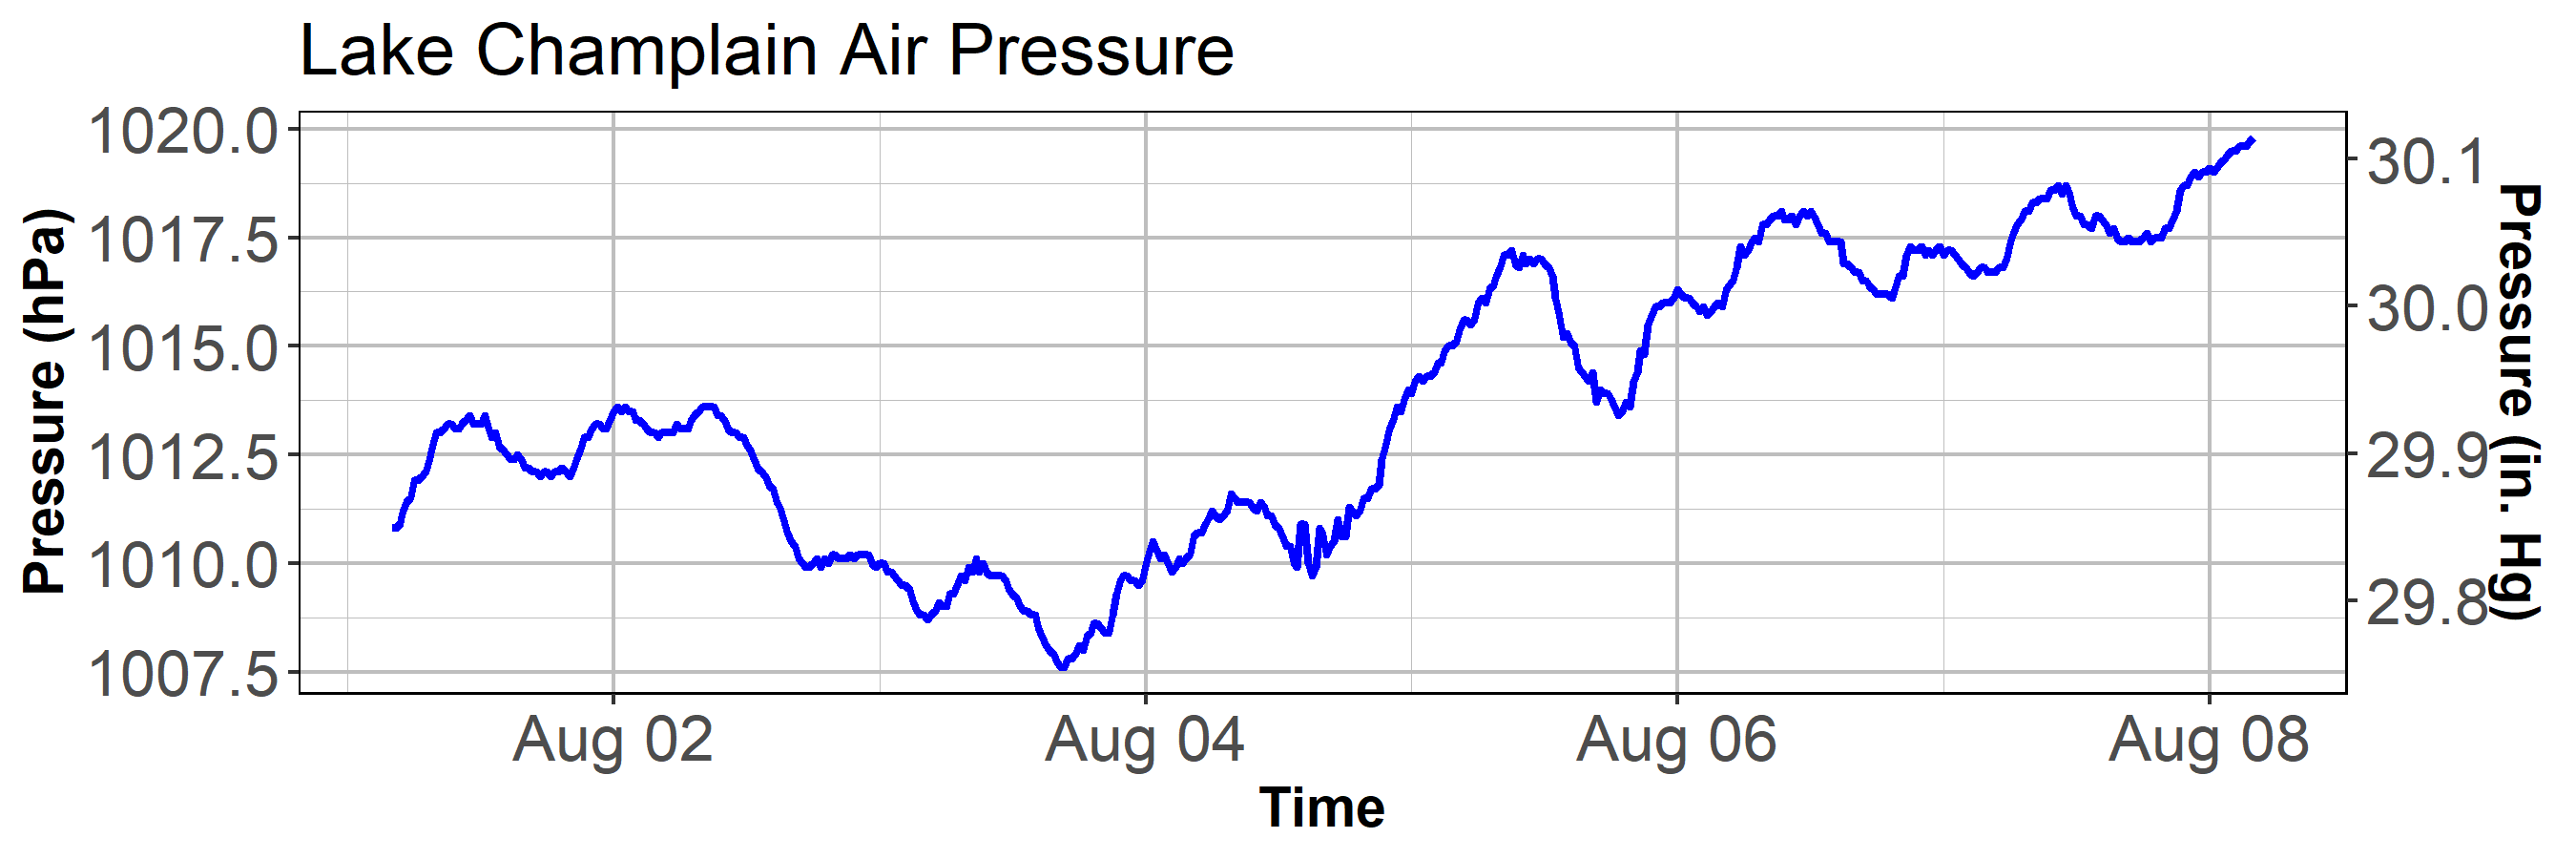 Lake Champlain Air Pressure
1020.0
1017.5
1015.0
1012.5
1010.0
1007.5
Pressure (hPa)
30.1
30.0
29.9
29.8
Pressure (in. Hg)
Aug 02
Aug 04
Aug 06
Aug 08
Time